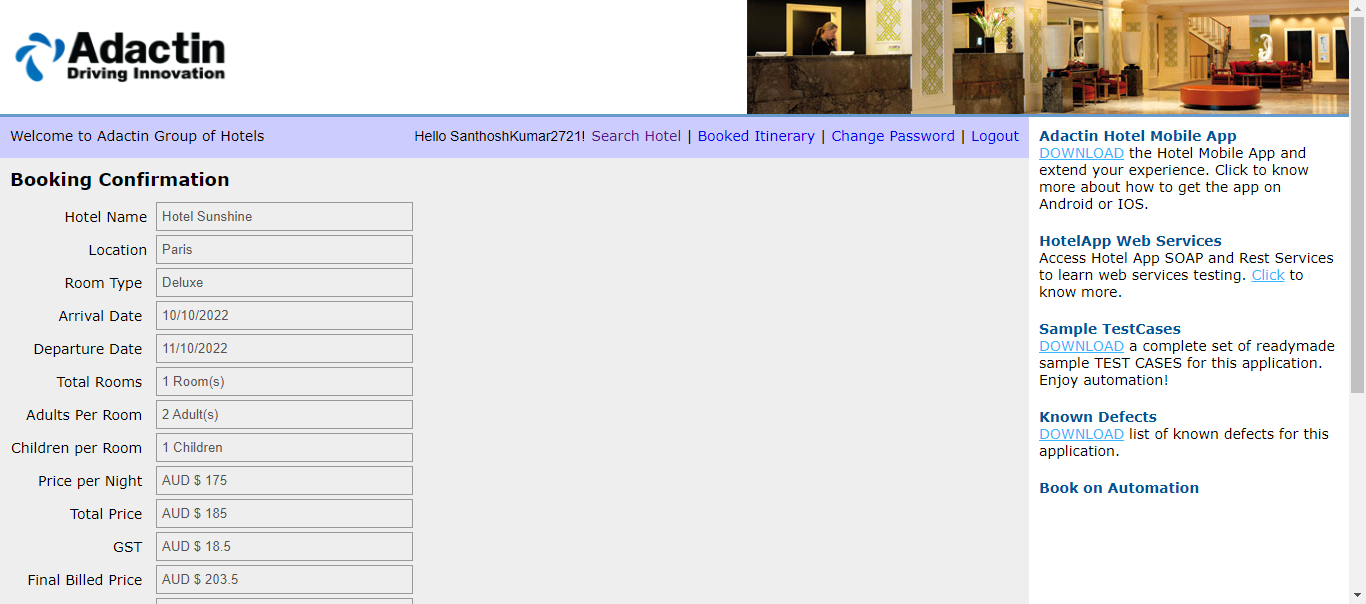 Adactin
Driving Innovation
Welcome to Adactin Group of Hotels
Hello SanthoshKumar2721! Search Hotel | Booked Itinerary | Change Password | Logout
Booking Confirmation
Hotel Name Hotel Sunshine
Location Paris
Room Type Deluxe
Arrival Date 10/10/2022
Departure Date 11/10/2022
Total Rooms 1 Room(s)
Adults Per Room 2 Adult(s)
Children per Room 1 Children
Price per Night AUD $ 175
Total Price AUD $ 185
GST AUD $ 18.5
Final Billed Price AUD $ 203.5
Adactin Hotel Mobile App
DOWNLOAD the Hotel Mobile App and
extend your experience. Click to know
more about how to get the app on
Android or IOS.
HotelApp Web Services
Access Hotel App SOAP and Rest Services
to learn web services testing. Click to
know more.
Sample TestCases
DOWNLOAD a complete set of readymade
sample TEST CASES for this application.
Enjoy automation!
Known Defects
DOWNLOAD list of known defects for this
application.
Book on Automation